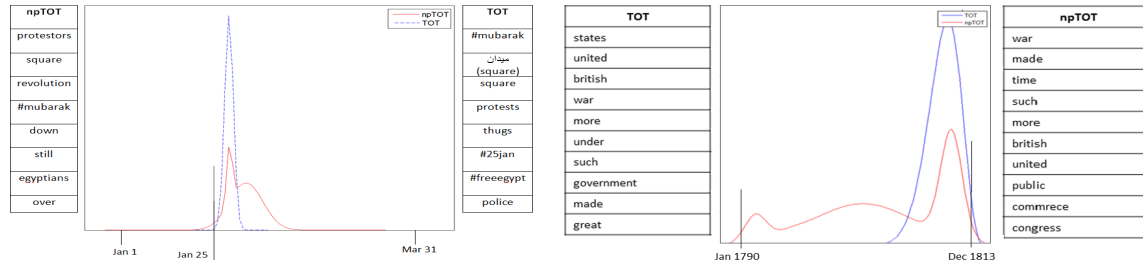 npTOT
protestors
square
revolution
#mubarak
down
still
egyptians
over
npTOT
TOT
Jan 1
Jan 25
Mar 31
TOT
#mubarak
ميدان
(square)
square
protests
thugs
#25jan
#freeegypt
police
TOT
states
united
british
war
more
under
such
government
made
great
TOT
npTOT
Jan 1790
Dec 1813
npTOT
war
made
time
such
more
british
united
public
commrece
congress